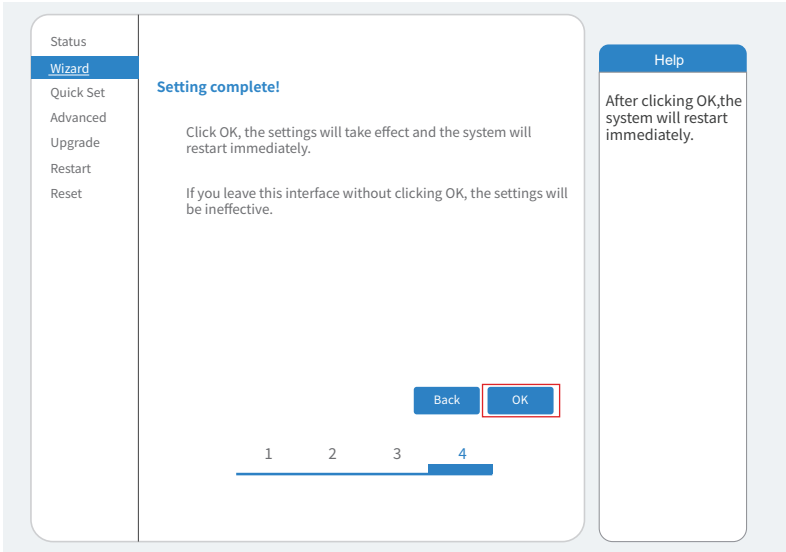 Status
Wizard
Quick Set
Advanced
Upgrade
Restart
Reset
Setting complete!
Click OK, the settings will take effect and the system will
restart immediately.
If you leave this interface without clicking OK, the settings will
be ineffective.
Back
OK
1
2
3
4
Help
After clicking OK,the
system will restart
immediately.